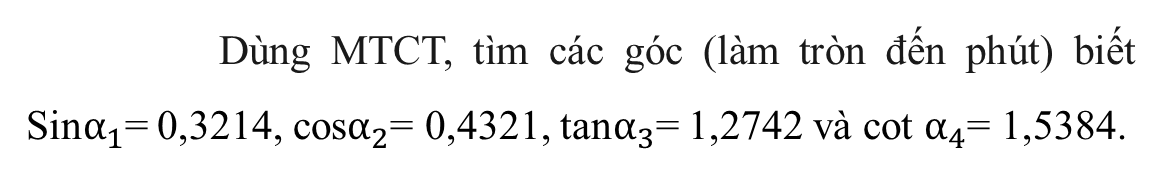 Dùng MTCT, tìm các góc (làm tròn đến phút) biết
Sinα₁= 0,3214, cosα₂= 0,4321, tanα₃= 1,2742 và cot α₄= 1,5384.